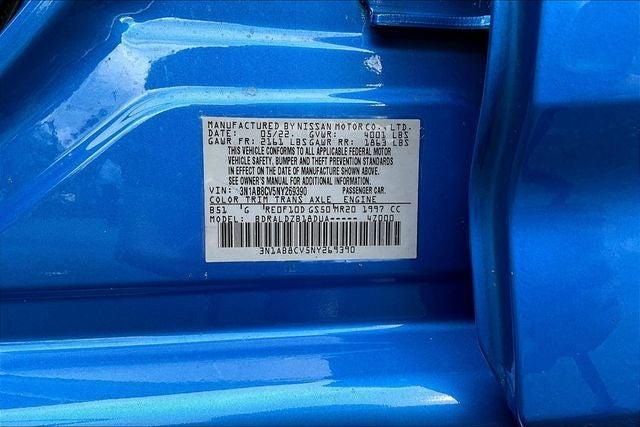 MANUFACTURED BY NISSAN MOTOR CO., LTD.
DATE: 05/22. GVWR: 4001 LBS
GAWR FR: 2161 LBS GAWR RR: 1863 LBS
THIS VEHICLE CONFORMS TO ALL APPLICABLE FEDERAL MOTOR
VEHICLE SAFETY, BUMPER AND THEFT PREVENTION STANDARDS
IN EFFECT ON THE DATE OF MANUFACTURE SHOWN ABOVE.
SEE OWNER'S MANUAL FOR ADDITIONAL INFORMATION.
VIN: 3N1AB8CV5NY269390 PASSENGER CAR.
COLOR TRIM TRANS AXLE ENGINE
B51 G RE0F10D GS50 MR20 1997 CC
MODEL: BDRALDZB18DUA----- 47000
3N1AB8CV5NY269390